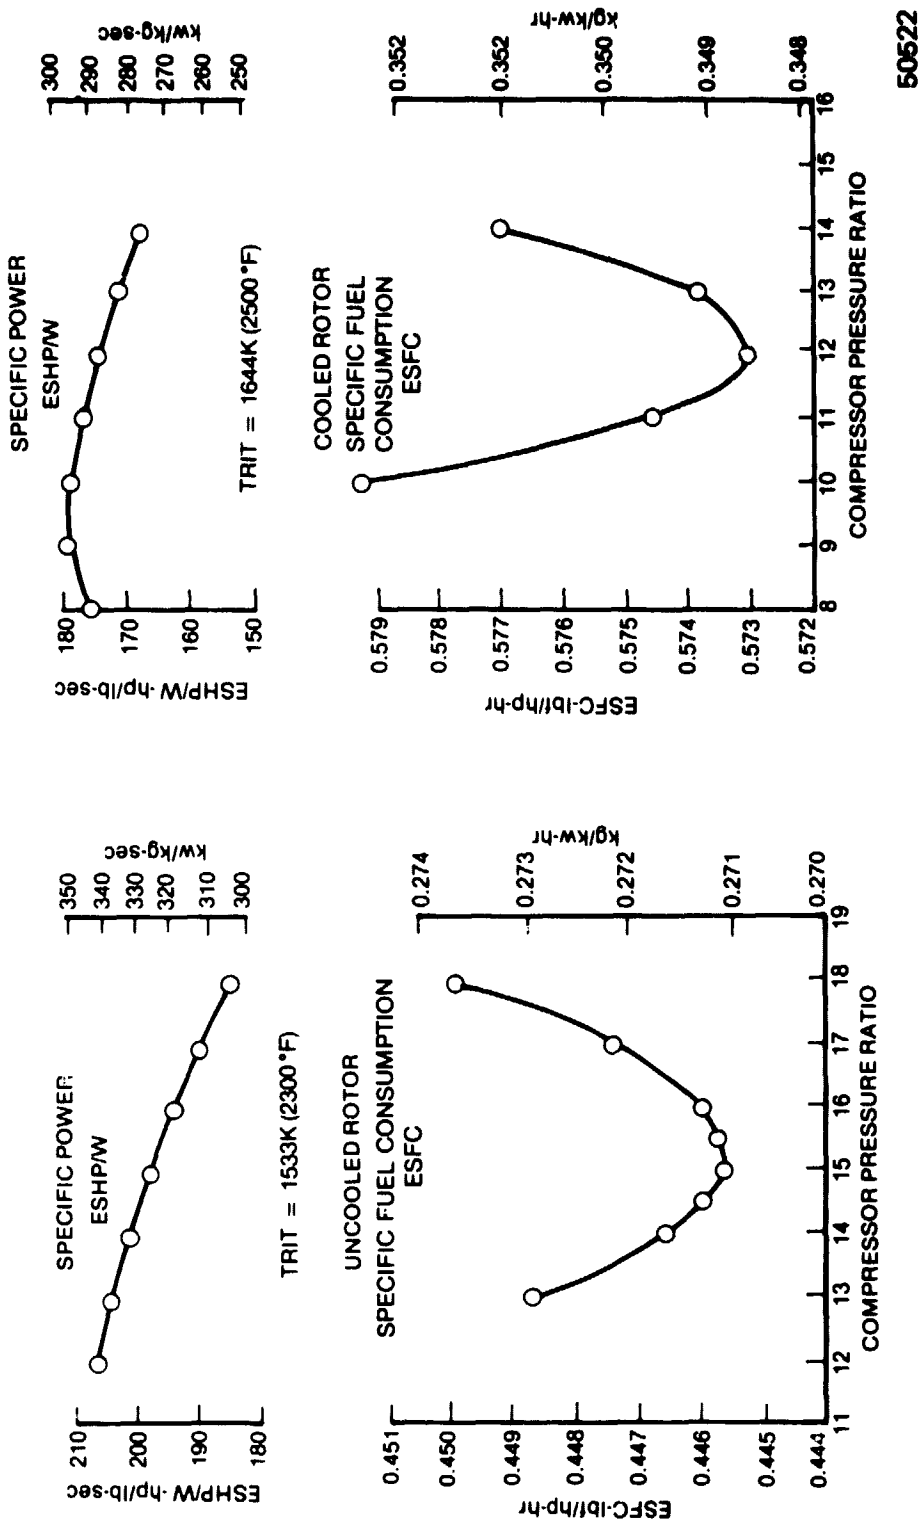 SPECIFIC POWER
ESHP/W
ESHP/W -hp/lb-sec
210
200
190
180
kw/kg-sec
350
340
330
320
310
300
TRIT = 1533K (2300°F)
UNCOOLED ROTOR
SPECIFIC FUEL CONSUMPTION
ESFC
ESFC-lbf/hp-hr
0.451
0.450
0.449
0.448
0.447
0.446
0.445
0.444
kg/kw-hr
0.274
0.273
0.272
0.271
0.270
11 12 13 14 15 16 17 18 19
COMPRESSOR PRESSURE RATIO
SPECIFIC POWER
ESHP/W
ESHP/W -hp/lb-sec
180
170
160
150
kw/kg-sec
300
290
280
270
260
250
TRIT = 1644K (2500°F)
COOLED ROTOR
SPECIFIC FUEL
CONSUMPTION
ESFC
ESFC-lbf/hp-hr
0.579
0.578
0.577
0.576
0.575
0.574
0.573
0.572
kg/kw-hr
0.352
0.352
0.350
0.349
0.348
8 9 10 11 12 13 14 15 16
COMPRESSOR PRESSURE RATIO
50522